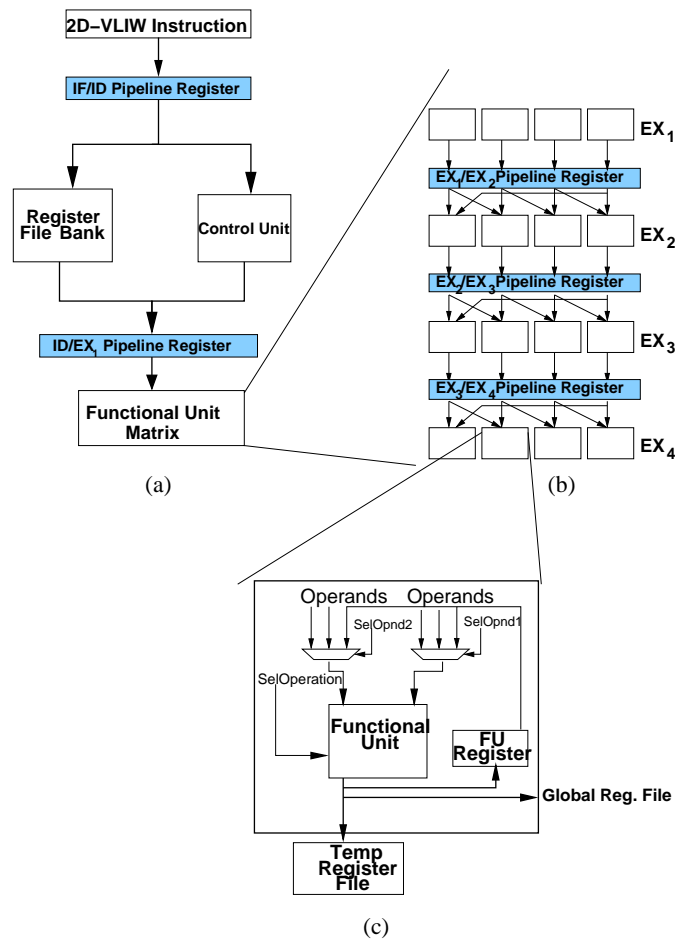 2D–VLIW Instruction
IF/ID Pipeline Register
Register
File Bank
Control Unit
ID/EX1 Pipeline Register
Functional Unit
Matrix
(a)
EX1
EX1/EX2 Pipeline Register
EX2
EX2/EX3 Pipeline Register
EX3
EX3/EX4 Pipeline Register
EX4
(b)
Operands Operands
SelOpnd2
SelOpnd1
SelOperation
Functional
Unit
FU
Register
Global Reg. File
Temp
Register
File
(c)